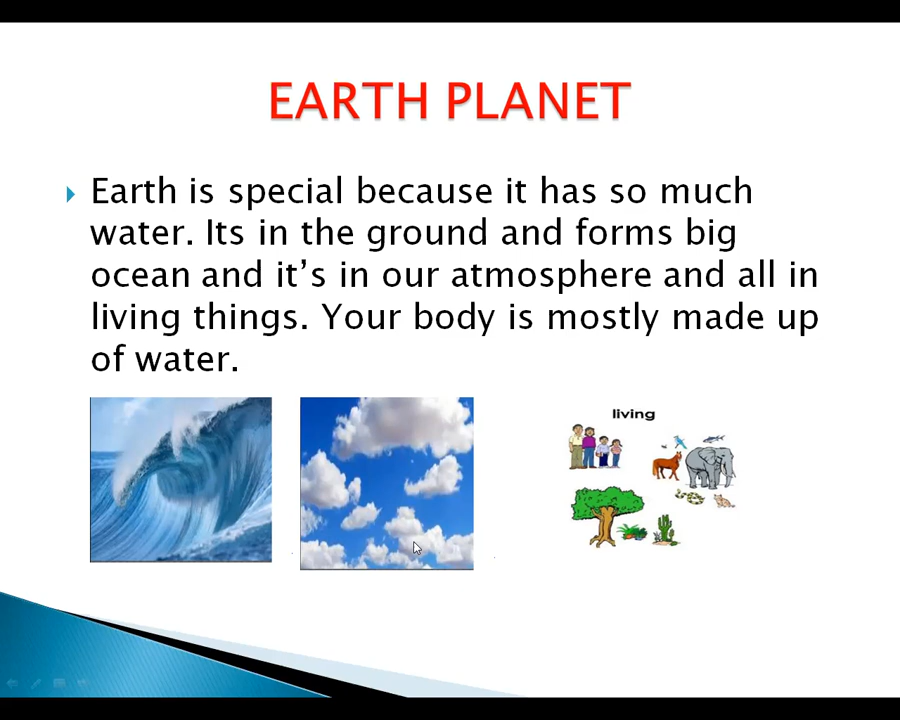 EARTH PLANET
Earth is special because it has so much
water. Its in the ground and forms big
ocean and it’s in our atmosphere and all in
living things. Your body is mostly made up
of water.
living